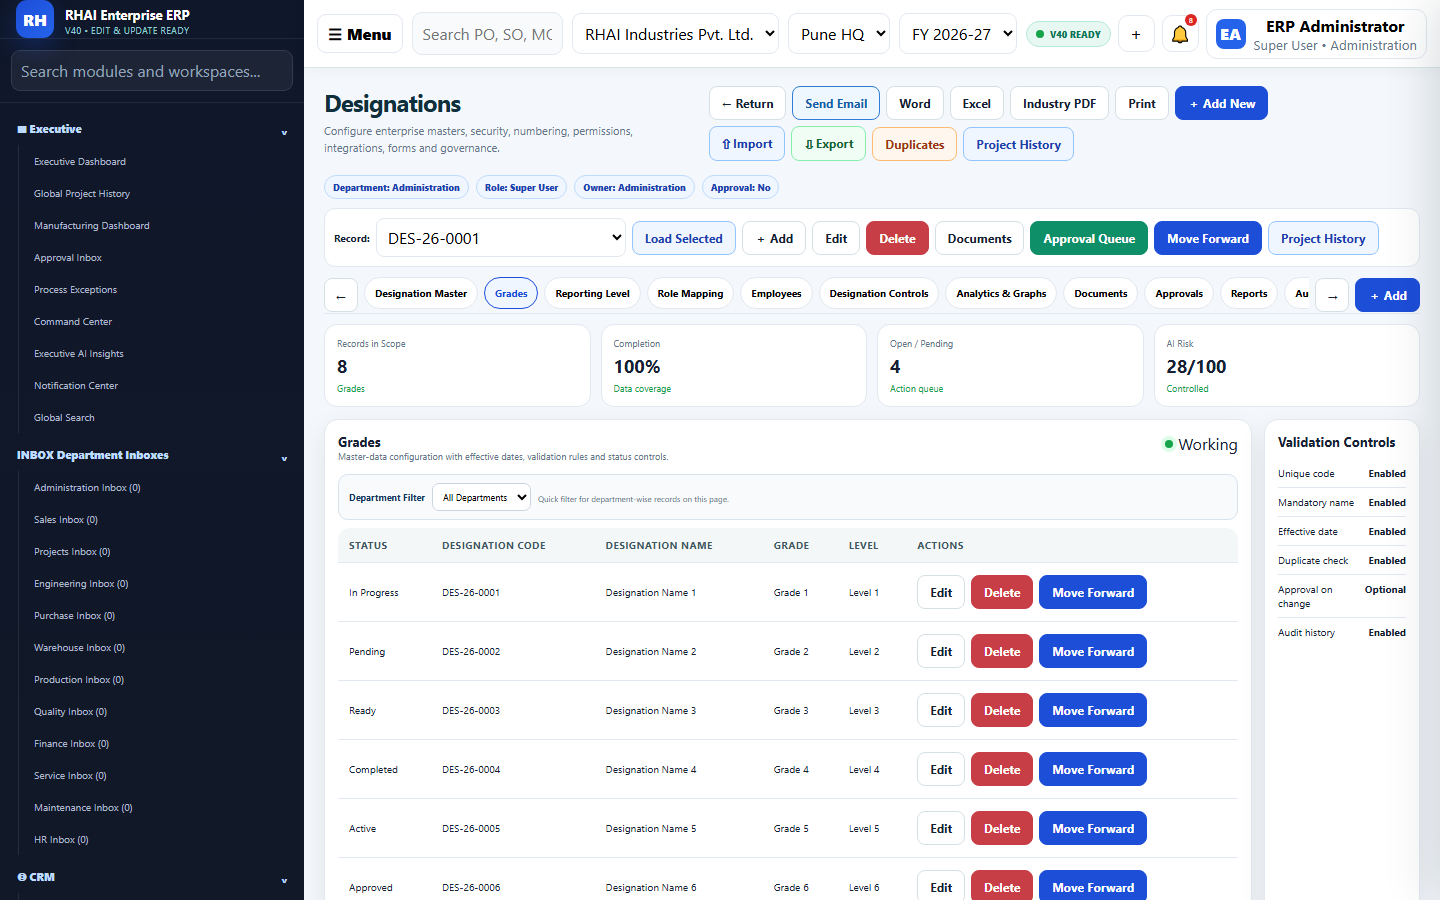 RH
RHAI Enterprise ERP
V40 • EDIT & UPDATE READY
Search modules and workspaces...
Executive
Executive Dashboard
Global Project History
Manufacturing Dashboard
Approval Inbox
Process Exceptions
Command Center
Executive AI Insights
Notification Center
Global Search
INBOX Department Inboxes
Administration Inbox (0)
Sales Inbox (0)
Projects Inbox (0)
Engineering Inbox (0)
Purchase Inbox (0)
Warehouse Inbox (0)
Production Inbox (0)
Quality Inbox (0)
Finance Inbox (0)
Service Inbox (0)
Maintenance Inbox (0)
HR Inbox (0)
CRM
☰ Menu
Search PO, SO, MO
RHAI Industries Pvt. Ltd.
Pune HQ
FY 2026-27
V40 READY
+
8
EA
ERP Administrator
Super User • Administration
Designations
Configure enterprise masters, security, numbering, permissions,
integrations, forms and governance.
← Return
Send Email
Word
Excel
Industry PDF
Print
+ Add New
⇧ Import
⇩ Export
Duplicates
Project History
Department: Administration
Role: Super User
Owner: Administration
Approval: No
Record:
DES-26-0001
Load Selected
+ Add
Edit
Delete
Documents
Approval Queue
Move Forward
Project History
←
Designation Master
Grades
Reporting Level
Role Mapping
Employees
Designation Controls
Analytics & Graphs
Documents
Approvals
Reports
Au
→
+ Add
Records in Scope
8
Grades
Completion
100%
Data coverage
Open / Pending
4
Action queue
AI Risk
28/100
Controlled
Grades
Master-data configuration with effective dates, validation rules and status controls.
Working
Department Filter
All Departments
Quick filter for department-wise records on this page.
STATUS DESIGNATION CODE DESIGNATION NAME GRADE LEVEL ACTIONS
In Progress DES-26-0001 Designation Name 1 Grade 1 Level 1 Edit Delete Move Forward
Pending DES-26-0002 Designation Name 2 Grade 2 Level 2 Edit Delete Move Forward
Ready DES-26-0003 Designation Name 3 Grade 3 Level 3 Edit Delete Move Forward
Completed DES-26-0004 Designation Name 4 Grade 4 Level 4 Edit Delete Move Forward
Active DES-26-0005 Designation Name 5 Grade 5 Level 5 Edit Delete Move Forward
Approved DES-26-0006 Designation Name 6 Grade 6 Level 6 Edit Delete Move Forward
Validation Controls
Unique code Enabled
Mandatory name Enabled
Effective date Enabled
Duplicate check Enabled
Approval on change Optional
Audit history Enabled